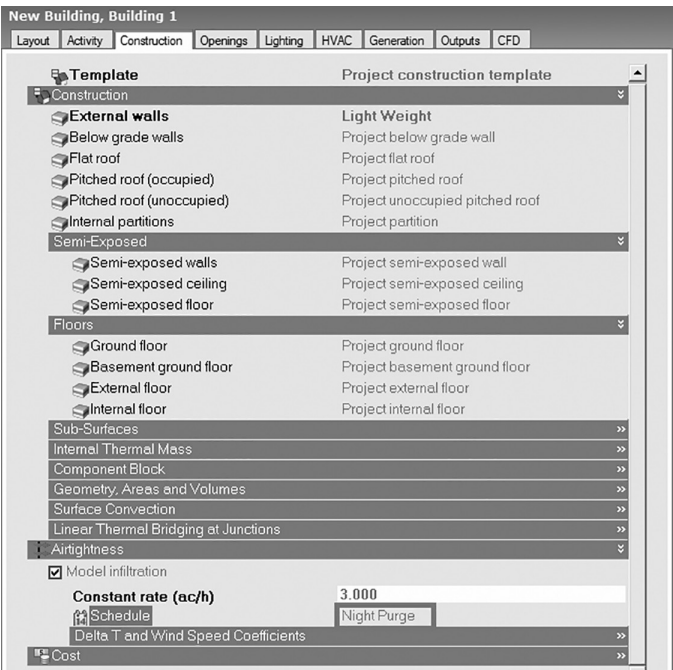 New Building, Building 1
Layout Activity Construction Openings Lighting HVAC Generation Outputs CFD
Template Project construction template
Construction
External walls Light Weight
Below grade walls Project below grade wall
Flat roof Project flat roof
Pitched roof (occupied) Project pitched roof
Pitched roof (unoccupied) Project unoccupied pitched roof
Internal partitions Project partition
Semi-Exposed
Semi-exposed walls Project semi-exposed wall
Semi-exposed ceiling Project semi-exposed ceiling
Semi-exposed floor Project semi-exposed floor
Floors
Ground floor Project ground floor
Basement ground floor Project basement ground floor
External floor Project external floor
Internal floor Project internal floor
Sub-Surfaces
Internal Thermal Mass
Component Block
Geometry, Areas and Volumes
Surface Convection
Linear Thermal Bridging at Junctions
Airtightness
Model infiltration
Constant rate (ac/h) 3.000
Schedule Night Purge
Delta T and Wind Speed Coefficients
Cost